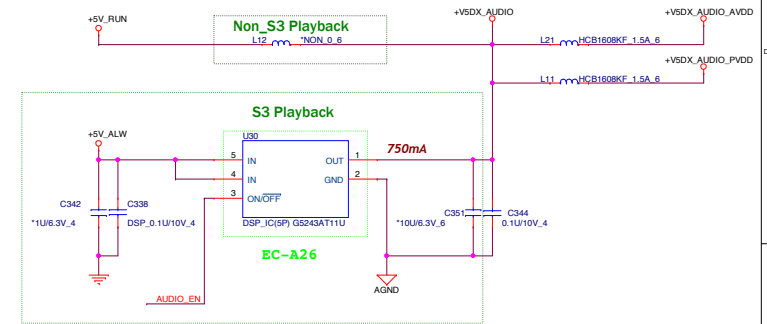 +5V_RUN
Non_S3 Playback
L12
*NON_0_6
+V5DX_AUDIO
+V5DX_AUDIO_AVDD
L21
HCB1608KF_1.5A_6
+V5DX_AUDIO_PVDD
L11
HCB1608KF_1.5A_6
S3 Playback
+5V_ALW
U30
750mA
5
IN
OUT
1
4
IN
GND
2
3
ON/OFF
C342
C338
*1U/6.3V_4
DSP_0.1U/10V_4
DSP_IC(5P) G5243AT11U
C351
C344
*10U/6.3V_6
0.1U/10V_4
EC-A26
AGND
AUDIO_EN